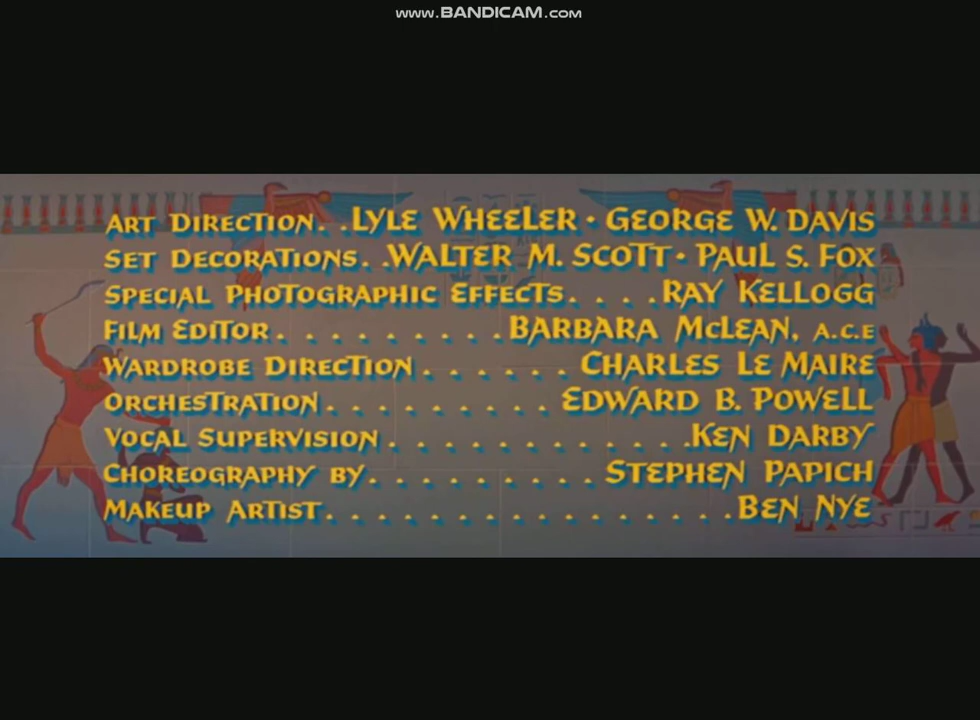 www.BANDICAM.com
ART DIRECTION. .LYLE WHEELER · GEORGE W. DAVIS
SET DECORATIONS. .WALTER M. SCOTT · PAUL S. FOX
SPECIAL PHOTOGRAPHIC EFFECTS. . . .RAY KELLOGG
FILM EDITOR. . . . . . . . .BARBARA McLEAN, A.C.E
WARDROBE DIRECTION . . . . . . CHARLES LE MAIRE
ORCHESTRATION. . . . . . . . . EDWARD B. POWELL
VOCAL SUPERVISION . . . . . . . . . . . . .KEN DARBY
CHOREOGRAPHY BY. . . . . . . . . STEPHEN PAPICH
MAKEUP ARTIST. . . . . . . . . . . . . . . . .BEN NYE